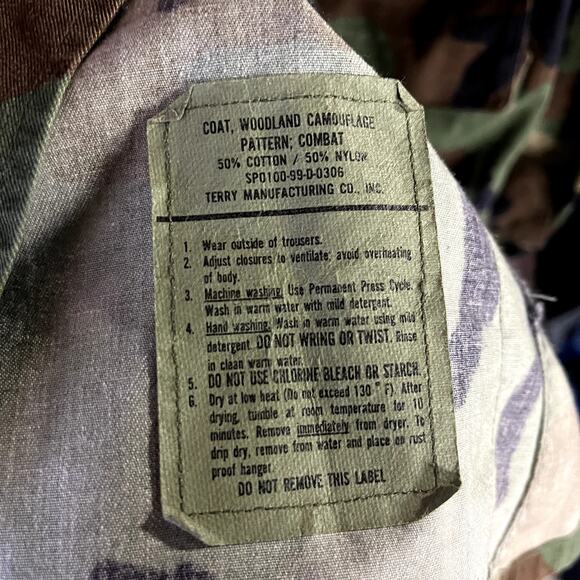 COAT, WOODLAND CAMOUFLAGE
PATTERN; COMBAT
50% COTTON / 50% NYLON
SP0100-99-D-0306
TERRY MANUFACTURING CO., INC.
1. Wear outside of trousers.
2. Adjust closures to ventilate; avoid overheating
of body.
3. Machine washing: Use Permanent Press Cycle.
Wash in warm water with mild detergent.
4. Hand washing: Wash in warm water using mild
detergent. DO NOT WRING OR TWIST. Rinse
in clean warm water.
5. DO NOT USE CHLORINE BLEACH OR STARCH.
6. Dry at low heat (Do not exceed 130 ° F). After
drying, tumble at room temperature for 10
minutes. Remove immediately from dryer. To
drip dry, remove from water and place on rust
proof hanger.
DO NOT REMOVE THIS LABEL